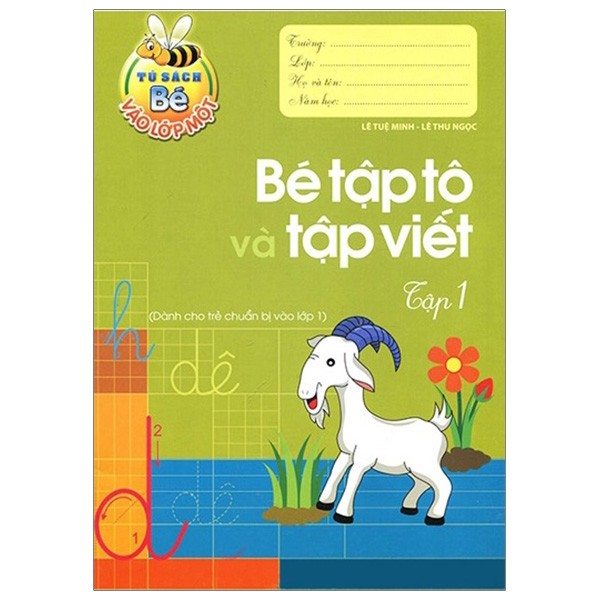 TỦ SÁCH
Bé
VÀO LỚP MỘT
Trường:
Lớp:
Họ và tên:
Năm học:
LÊ TUỆ MINH - LÊ THU NGỌC
Bé tập tô
và tập viết
Tập 1
(Dành cho trẻ chuẩn bị vào lớp 1)
h
dê
2
d
dê
1